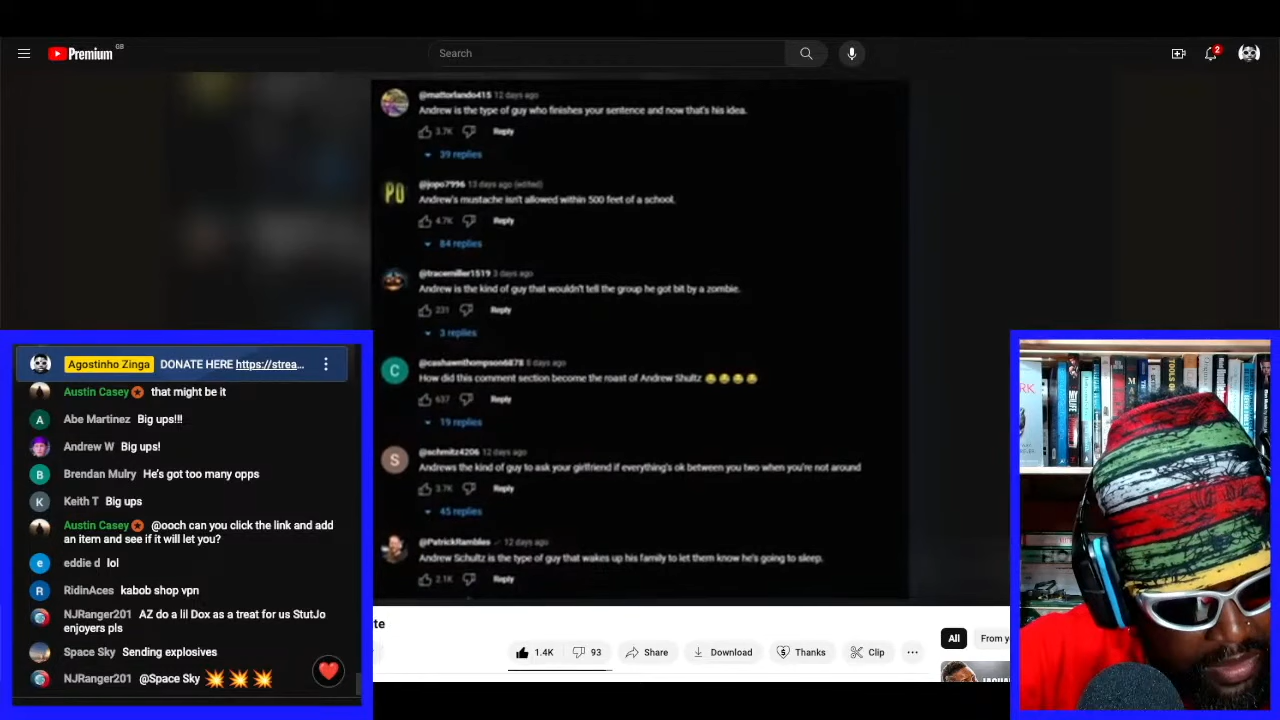 Premium GB
Search
2
@mattorlando415 12 days ago
Andrew is the type of guy who finishes your sentence and now that's his idea.
3.7K Reply
39 replies
PO
@jopo7996 13 days ago (edited)
Andrew's mustache isn't allowed within 500 feet of a school.
4.7K Reply
84 replies
@tracemiller1519 3 days ago
Andrew is the kind of guy that wouldn't tell the group he got bit by a zombie.
231 Reply
3 replies
C
@cashawnthompson6878 8 days ago
How did this comment section become the roast of Andrew Shultz 😂😂😂😂
637 Reply
19 replies
S
@schmitz4206 12 days ago
Andrews the kind of guy to ask your girlfriend if everything's ok between you two when you're not around
3.7K Reply
45 replies
@PatrickRambles 12 days ago
Andrew Schultz is the type of guy that wakes up his family to let them know he's going to sleep.
2.1K Reply
te
1.4K 93 Share Download Thanks Clip ...
All From y
Agostinho Zinga DONATE HERE https://strea...
Austin Casey that might be it
A Abe Martinez Big ups!!!
Andrew W Big ups!
B Brendan Mulry He's got too many opps
K Keith T Big ups
Austin Casey @ooch can you click the link and add
an item and see if it will let you?
e eddie d lol
R RidinAces kabob shop vpn
NJRanger201 AZ do a lil Dox as a treat for us StutJo
enjoyers pls
Space Sky Sending explosives
NJRanger201 @Space Sky 💥💥💥
RK